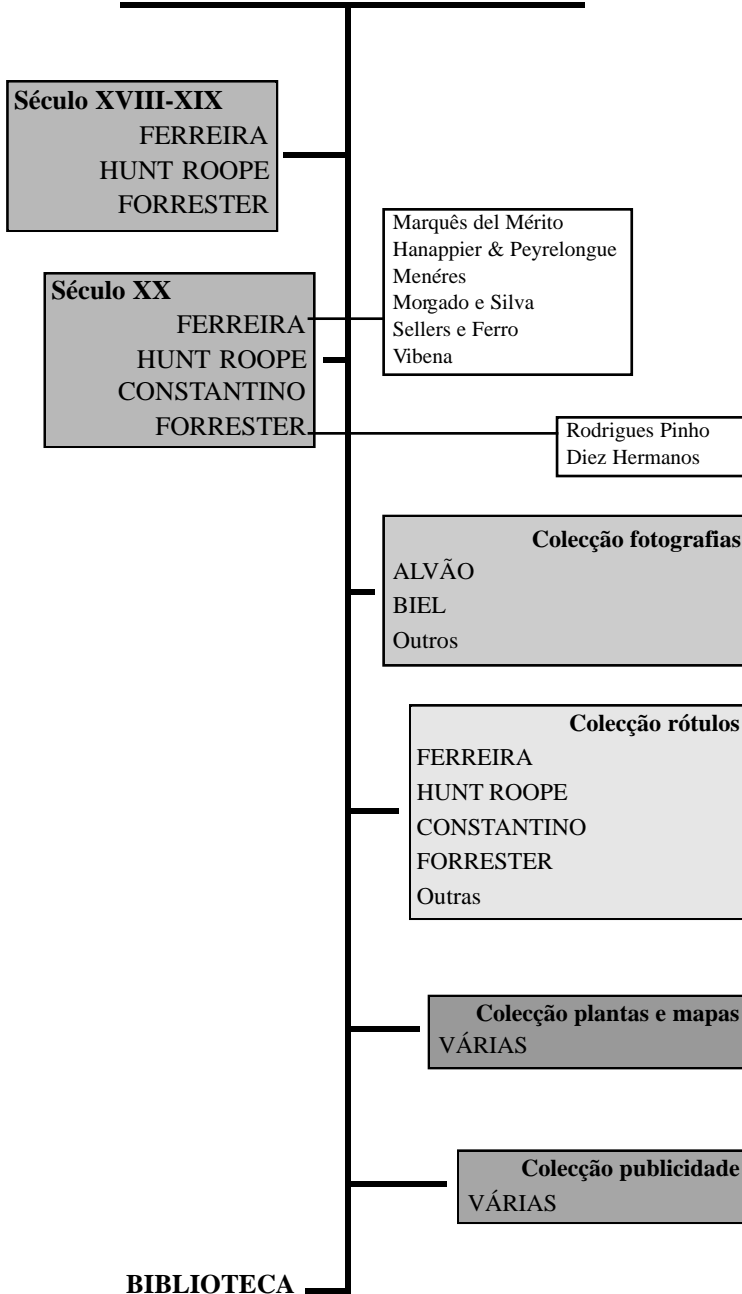 Século XVIII-XIX
FERREIRA
HUNT ROOPE
FORRESTER
Marquês del Mérito
Hanappier & Peyrelongue
Menéres
Morgado e Silva
Sellers e Ferro
Vibena
Século XX
FERREIRA
HUNT ROOPE
CONSTANTINO
FORRESTER
Rodrigues Pinho
Diez Hermanos
Colecção fotografias
ALVÃO
BIEL
Outros
Colecção rótulos
FERREIRA
HUNT ROOPE
CONSTANTINO
FORRESTER
Outras
Colecção plantas e mapas
VÁRIAS
Colecção publicidade
VÁRIAS
BIBLIOTECA